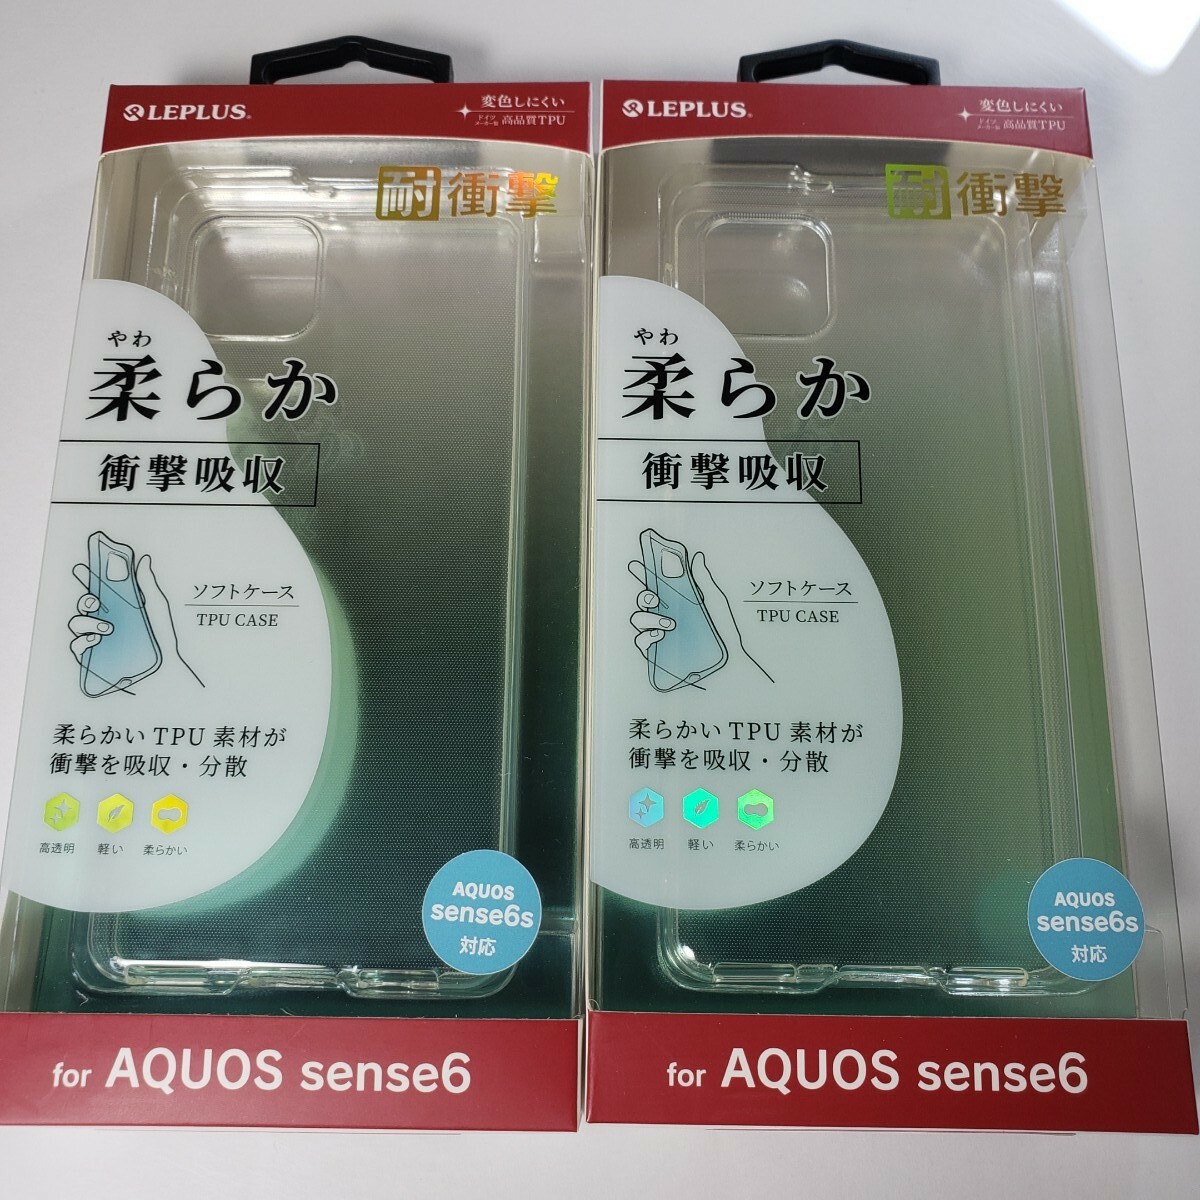 LEPLUS
変色しにくい
ドイツ
メーカー製 高品質TPU
耐衝撃
やわ
柔らか
衝撃吸収
ソフトケース
TPU CASE
柔らかい TPU 素材が
衝撃を吸収・分散
高透明 軽い 柔らかい
AQUOS
sense6s
対応
for AQUOS sense6
LEPLUS
変色しにくい
ドイツ
メーカー製 高品質TPU
耐衝撃
やわ
柔らか
衝撃吸収
ソフトケース
TPU CASE
柔らかい TPU 素材が
衝撃を吸収・分散
高透明 軽い 柔らかい
AQUOS
sense6s
対応
for AQUOS sense6